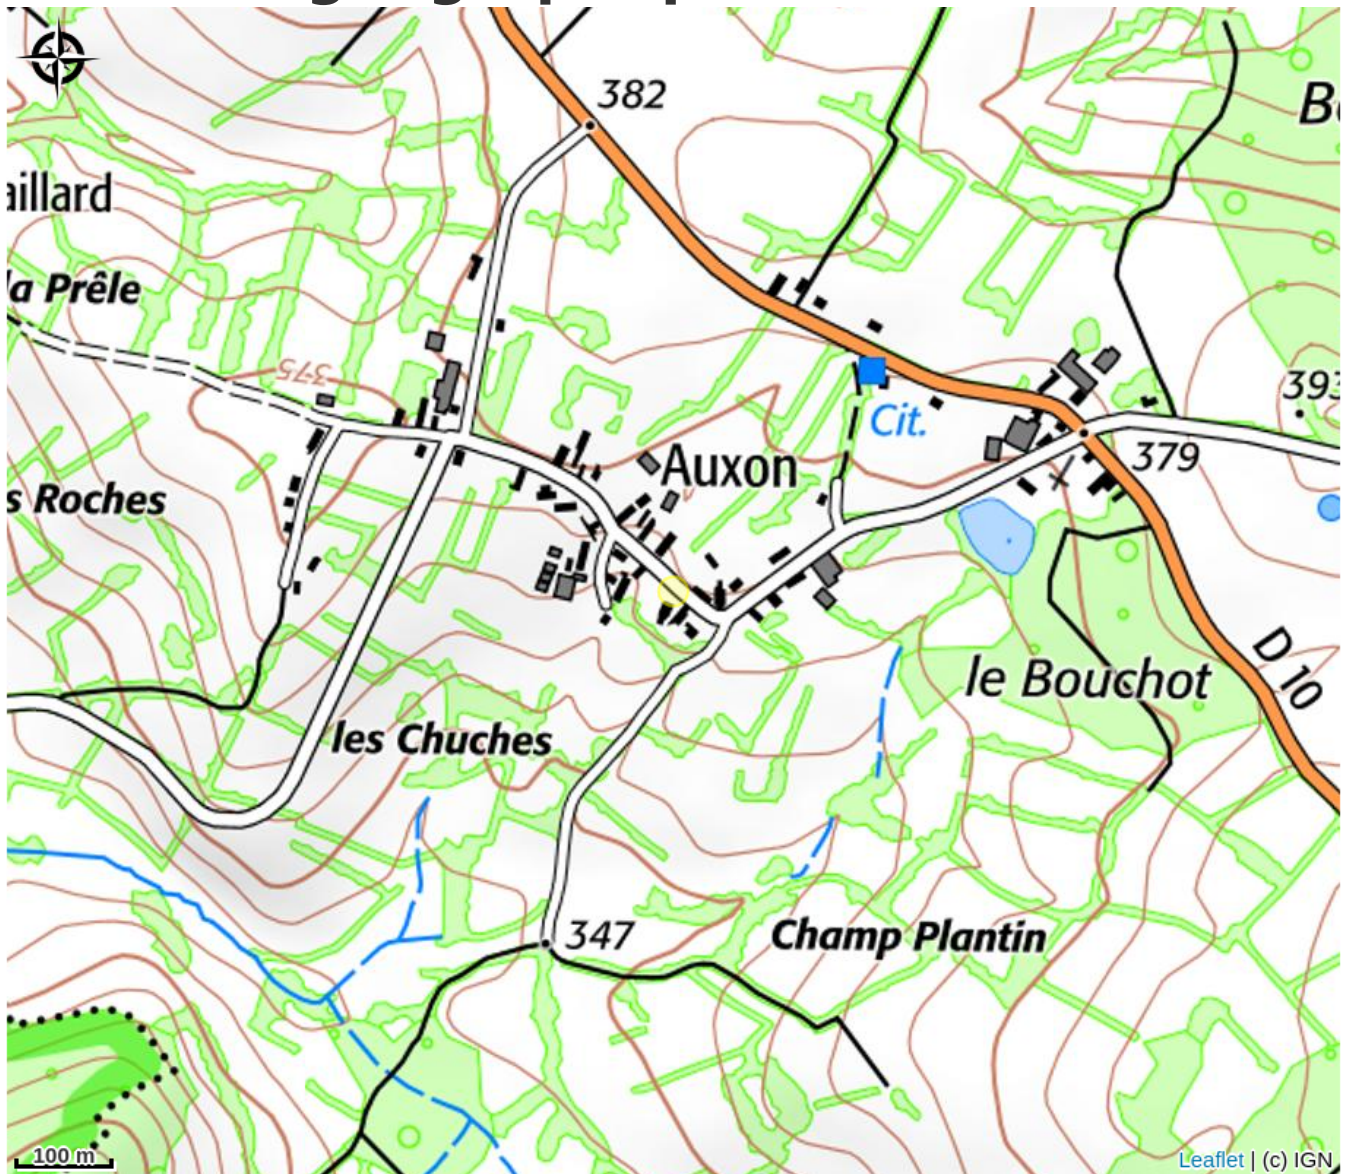 382
aillard
la Prêle
375
393
Cit.
Auxon
379
s Roches
D 10
le Bouchot
les Chuches
347
Champ Plantin
100 m
Leaflet | (c) IGN